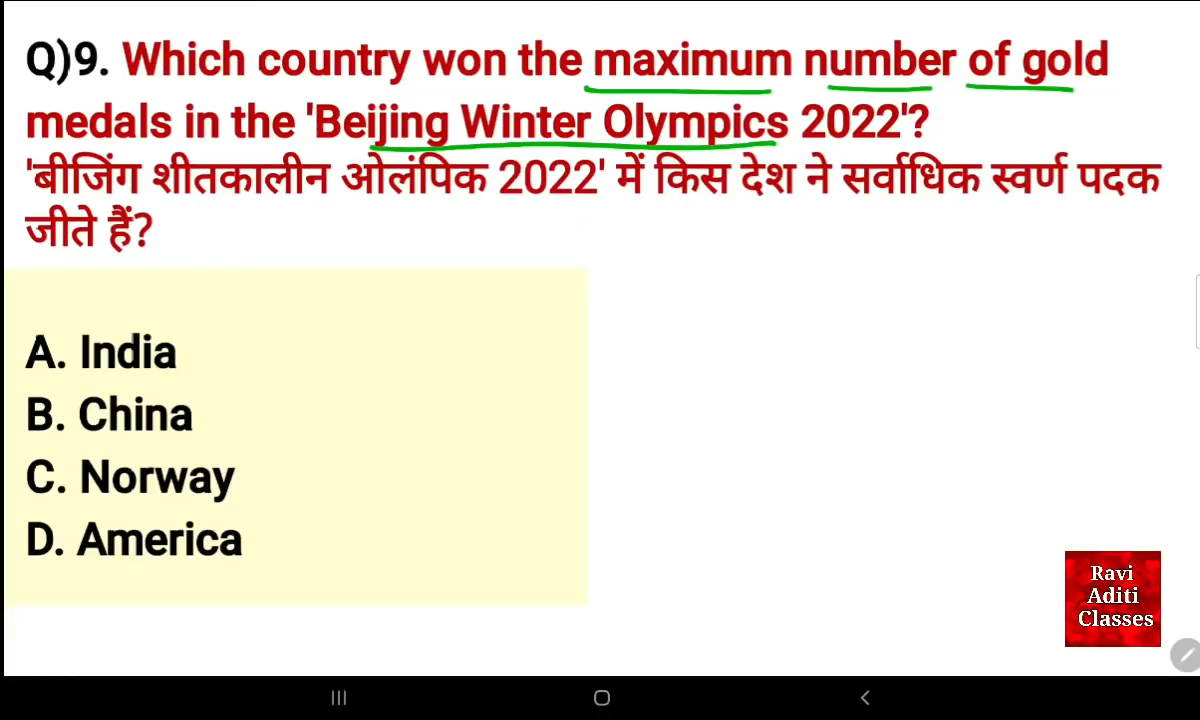 Q)9. Which country won the maximum number of gold
medals in the 'Beijing Winter Olympics 2022'?
'बीजिंग शीतकालीन ओलंपिक 2022' में किस देश ने सर्वाधिक स्वर्ण पदक
जीते हैं?
A. India
B. China
C. Norway
D. America
Ravi
Aditi
Classes